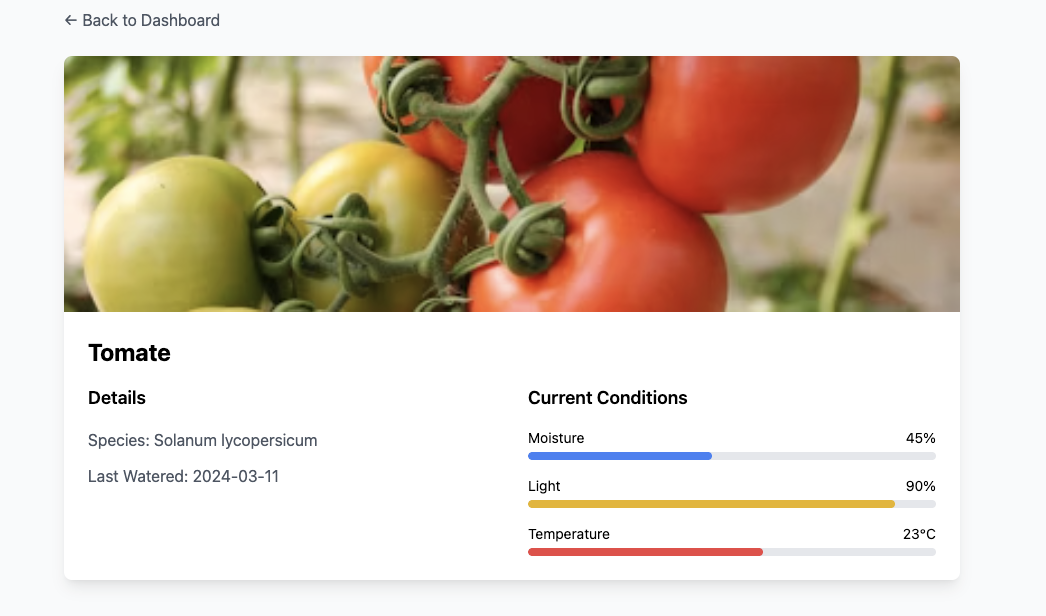 ← Back to Dashboard
Tomate
Details
Species: Solanum lycopersicum
Last Watered: 2024-03-11
Current Conditions
Moisture 45%
Light 90%
Temperature 23°C